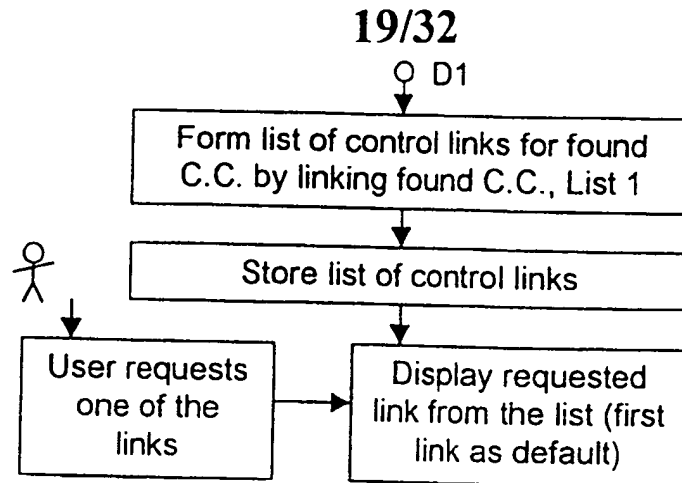 19/32
D1
Form list of control links for found
C.C. by linking found C.C., List 1
Store list of control links
User requests
one of the
links
Display requested
link from the list (first
link as default)